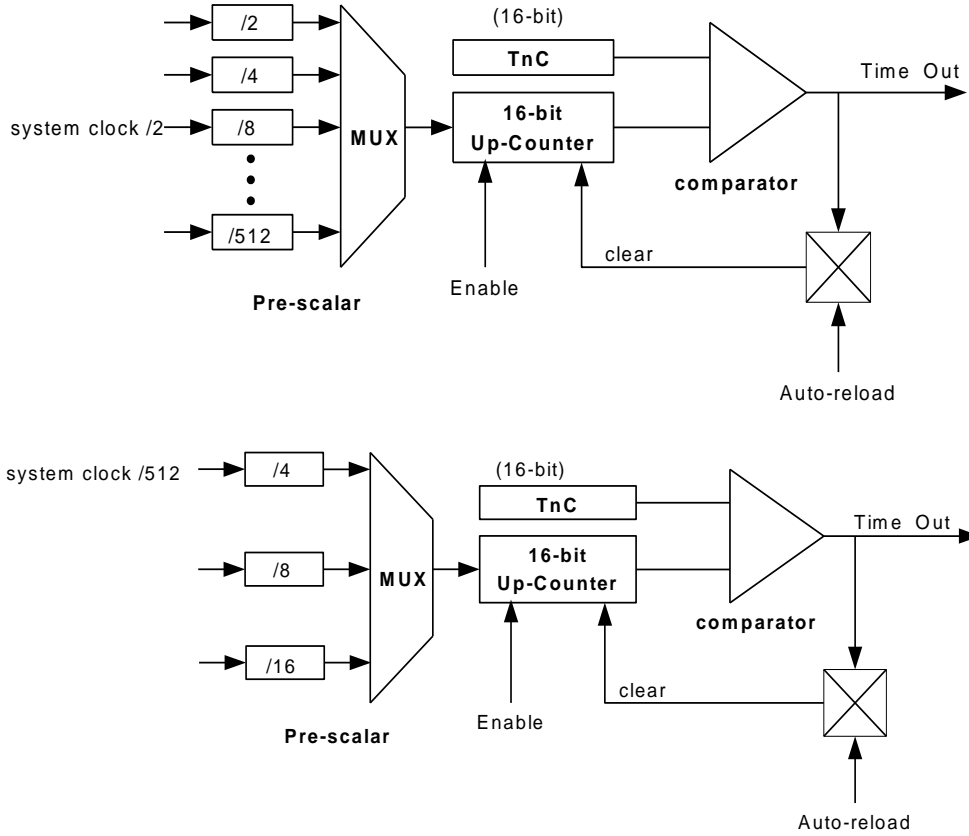 /2
(16-bit)
TnC
Time Out
/4
system clock /2
/8
MUX
16-bit
Up-Counter
comparator
/512
clear
Enable
Pre-scalar
Auto-reload
system clock /512
/4
(16-bit)
TnC
Time Out
/8
MUX
16-bit
Up-Counter
comparator
/16
clear
Enable
Pre-scalar
Auto-reload